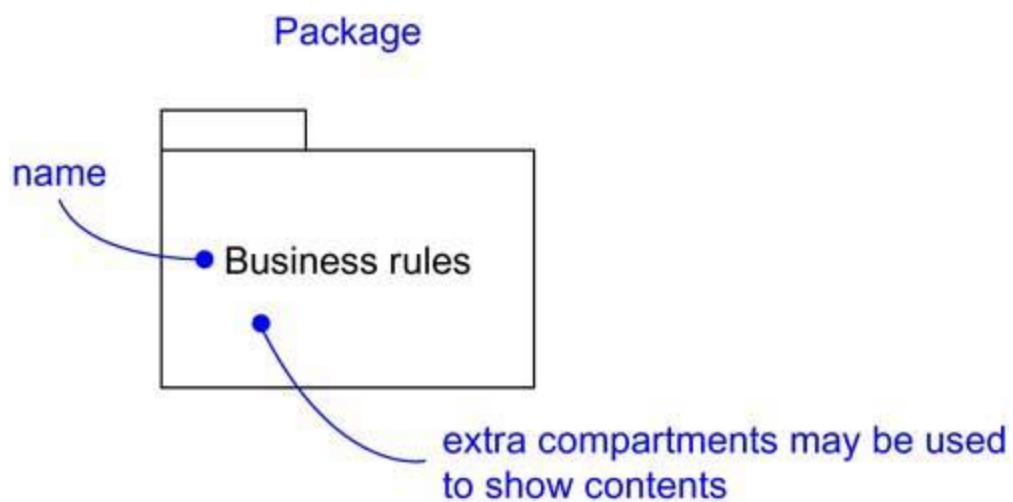 Package
name
Business rules
extra compartments may be used
to show contents